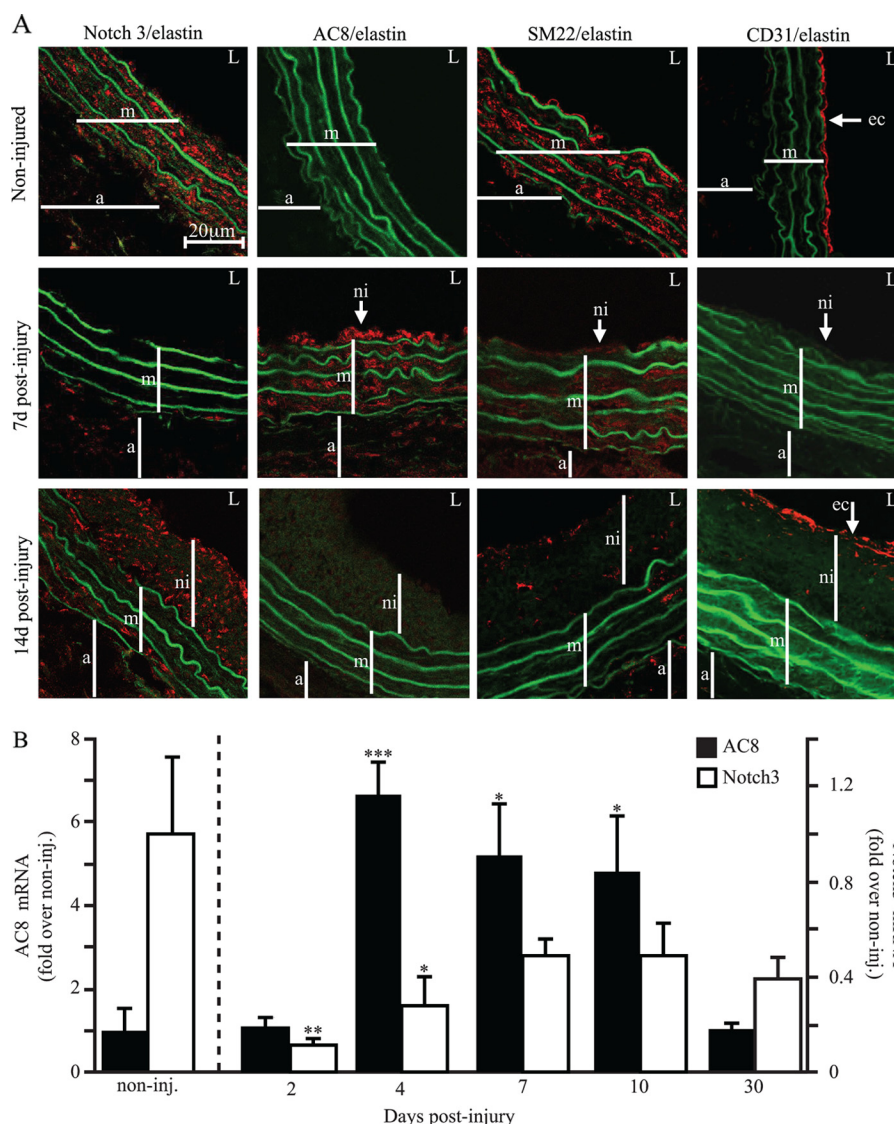 A
Notch 3/elastin AC8/elastin SM22/elastin CD31/elastin
Non-injured
L L L L
m m m m
a a a a
ec
20μm
7d post-injury
L L L L
ni ni ni
m m m m
a a a a
14d post-injury
L L L L
ec
ni ni ni ni
m m m m
a a a a
B
AC8 mRNA
(fold over non-inj.)
8
6
4
2
1
0
*** * * ** *
AC8
Notch3
1.2
0.8
0.4
0
(fold over non-inj.)
non-inj. 2 4 7 10 30
Days post-injury